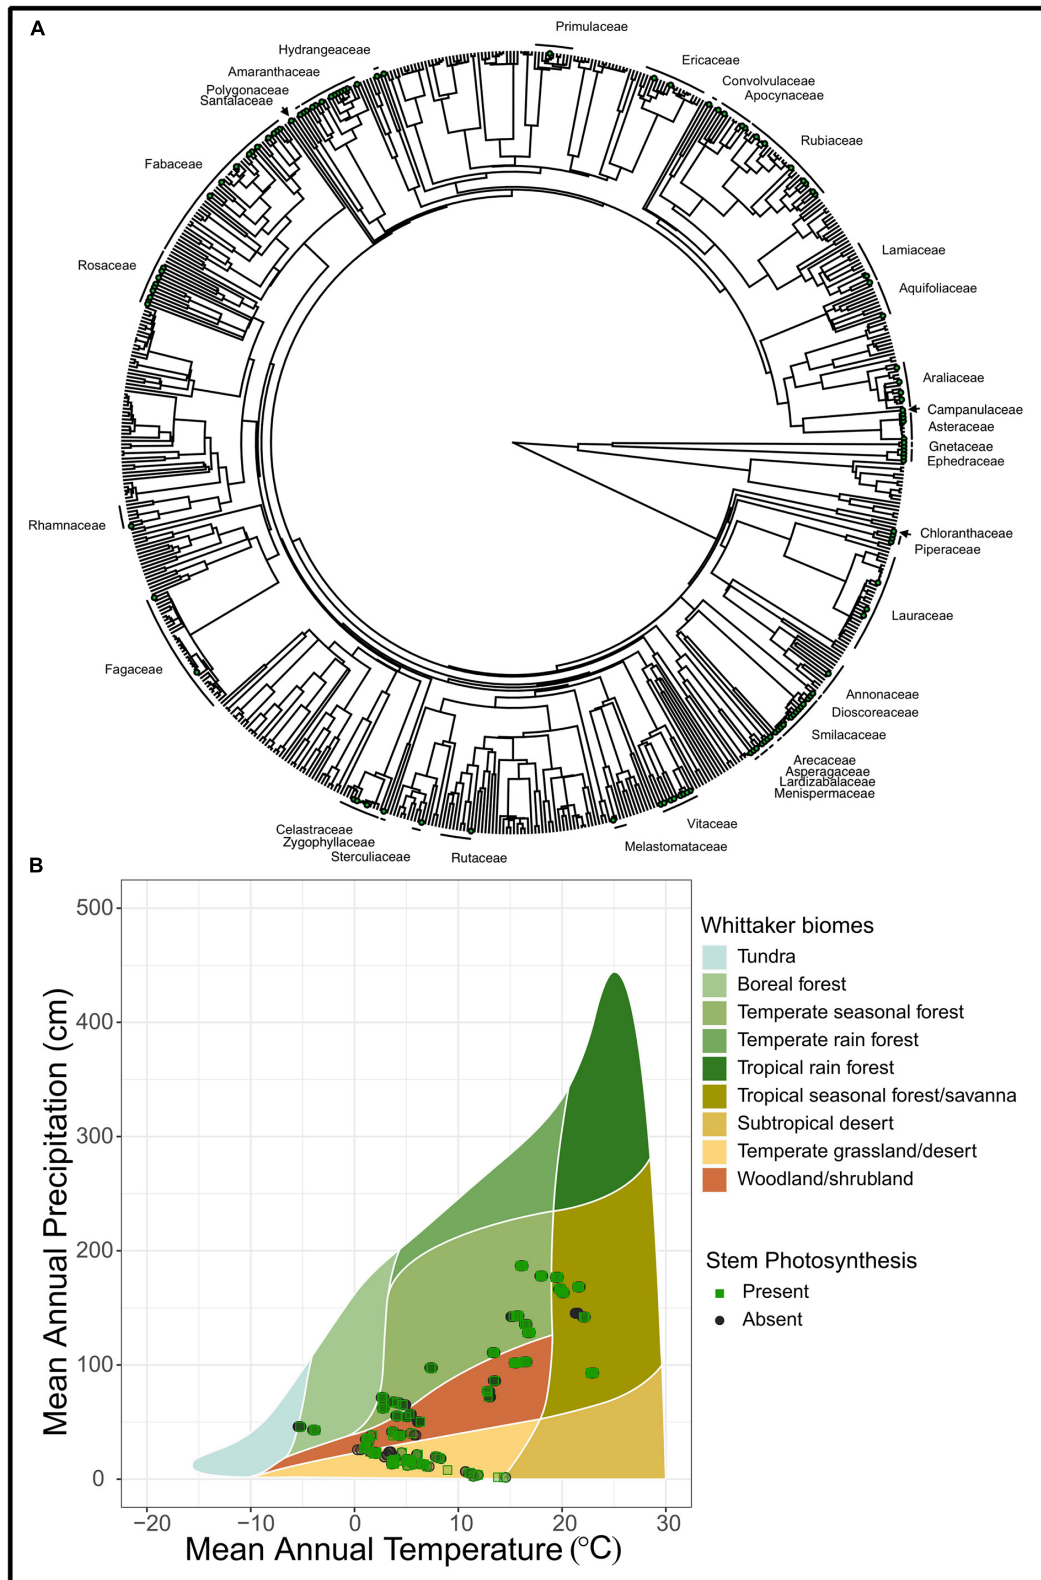 A
Primulaceae
Hydrangeaceae
Ericaceae
Amaranthaceae
Convolvulaceae
Polygonaceae
Apocynaceae
Santalaceae
Rubiaceae
Fabaceae
Lamiaceae
Rosaceae
Aquifoliaceae
Araliaceae
Campanulaceae
Asteraceae
Gnetaceae
Ephedraceae
Rhamnaceae
Chloranthaceae
Piperaceae
Lauraceae
Fagaceae
Annonaceae
Dioscoreaceae
Smilacaceae
Arecaceae
Asperagaceae
Lardizabalaceae
Menispermaceae
Vitaceae
Celastraceae
Zygophyllaceae
Melastomataceae
Sterculiaceae
Rutaceae
B
500
400
300
200
100
0
Mean Annual Precipitation (cm)
−20
−10
0
10
20
30
Mean Annual Temperature (°C)
Whittaker biomes
Tundra
Boreal forest
Temperate seasonal forest
Temperate rain forest
Tropical rain forest
Tropical seasonal forest/savanna
Subtropical desert
Temperate grassland/desert
Woodland/shrubland
Stem Photosynthesis
Present
Absent